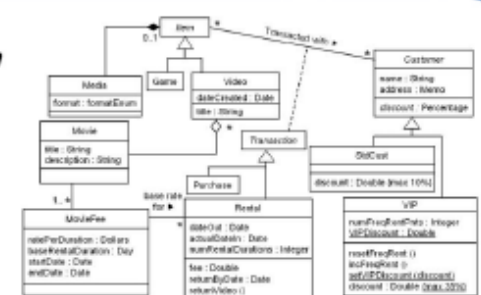 Item
0..1
*
Transacted with
*
Customer
name : String
address : Memo
discount : Percentage
Media
format : formatEnum
Game
Video
dateCreated : Date
title : String
*
Movie
title : String
description : String
Transaction
StdCust
discount : Double (max 10%)
Purchase
1..*
base rate
for
*
MovieFee
ratePerDuration : Dollars
baseRentalDuration : Day
startDate : Date
endDate : Date
Rental
dateOut : Date
actualDateIn : Date
numRentalDurations : Integer
fee : Double
returnByDate : Date
returnVideo ()
VIP
numFreqRentPnts : Integer
VIPDiscount : Double
resetFreqRent ()
incFreqRent ()
setVIPDiscount (discount)
discount : Double (max 35%)